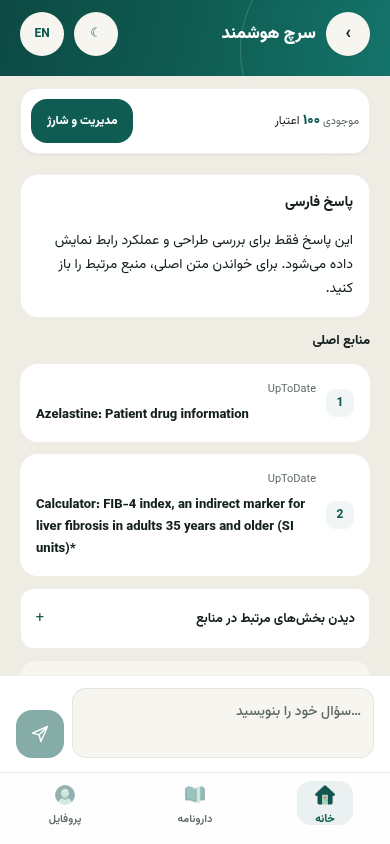 سرچ هوشمند
EN
موجودی ۱۰۰ اعتبار
مدیریت و شارژ
پاسخ فارسی
این پاسخ فقط برای بررسی طراحی و عملکرد رابط نمایش
داده می‌شود. برای خواندن متن اصلی، منبع مرتبط را باز
کنید.
منابع اصلی
UpToDate
1
Azelastine: Patient drug information
UpToDate
2
Calculator: FIB-4 index, an indirect marker for
liver fibrosis in adults 35 years and older (SI
units)*
دیدن بخش‌های مرتبط در منابع
+
سؤال خود را بنویسید...
خانه
دارونامه
پروفایل